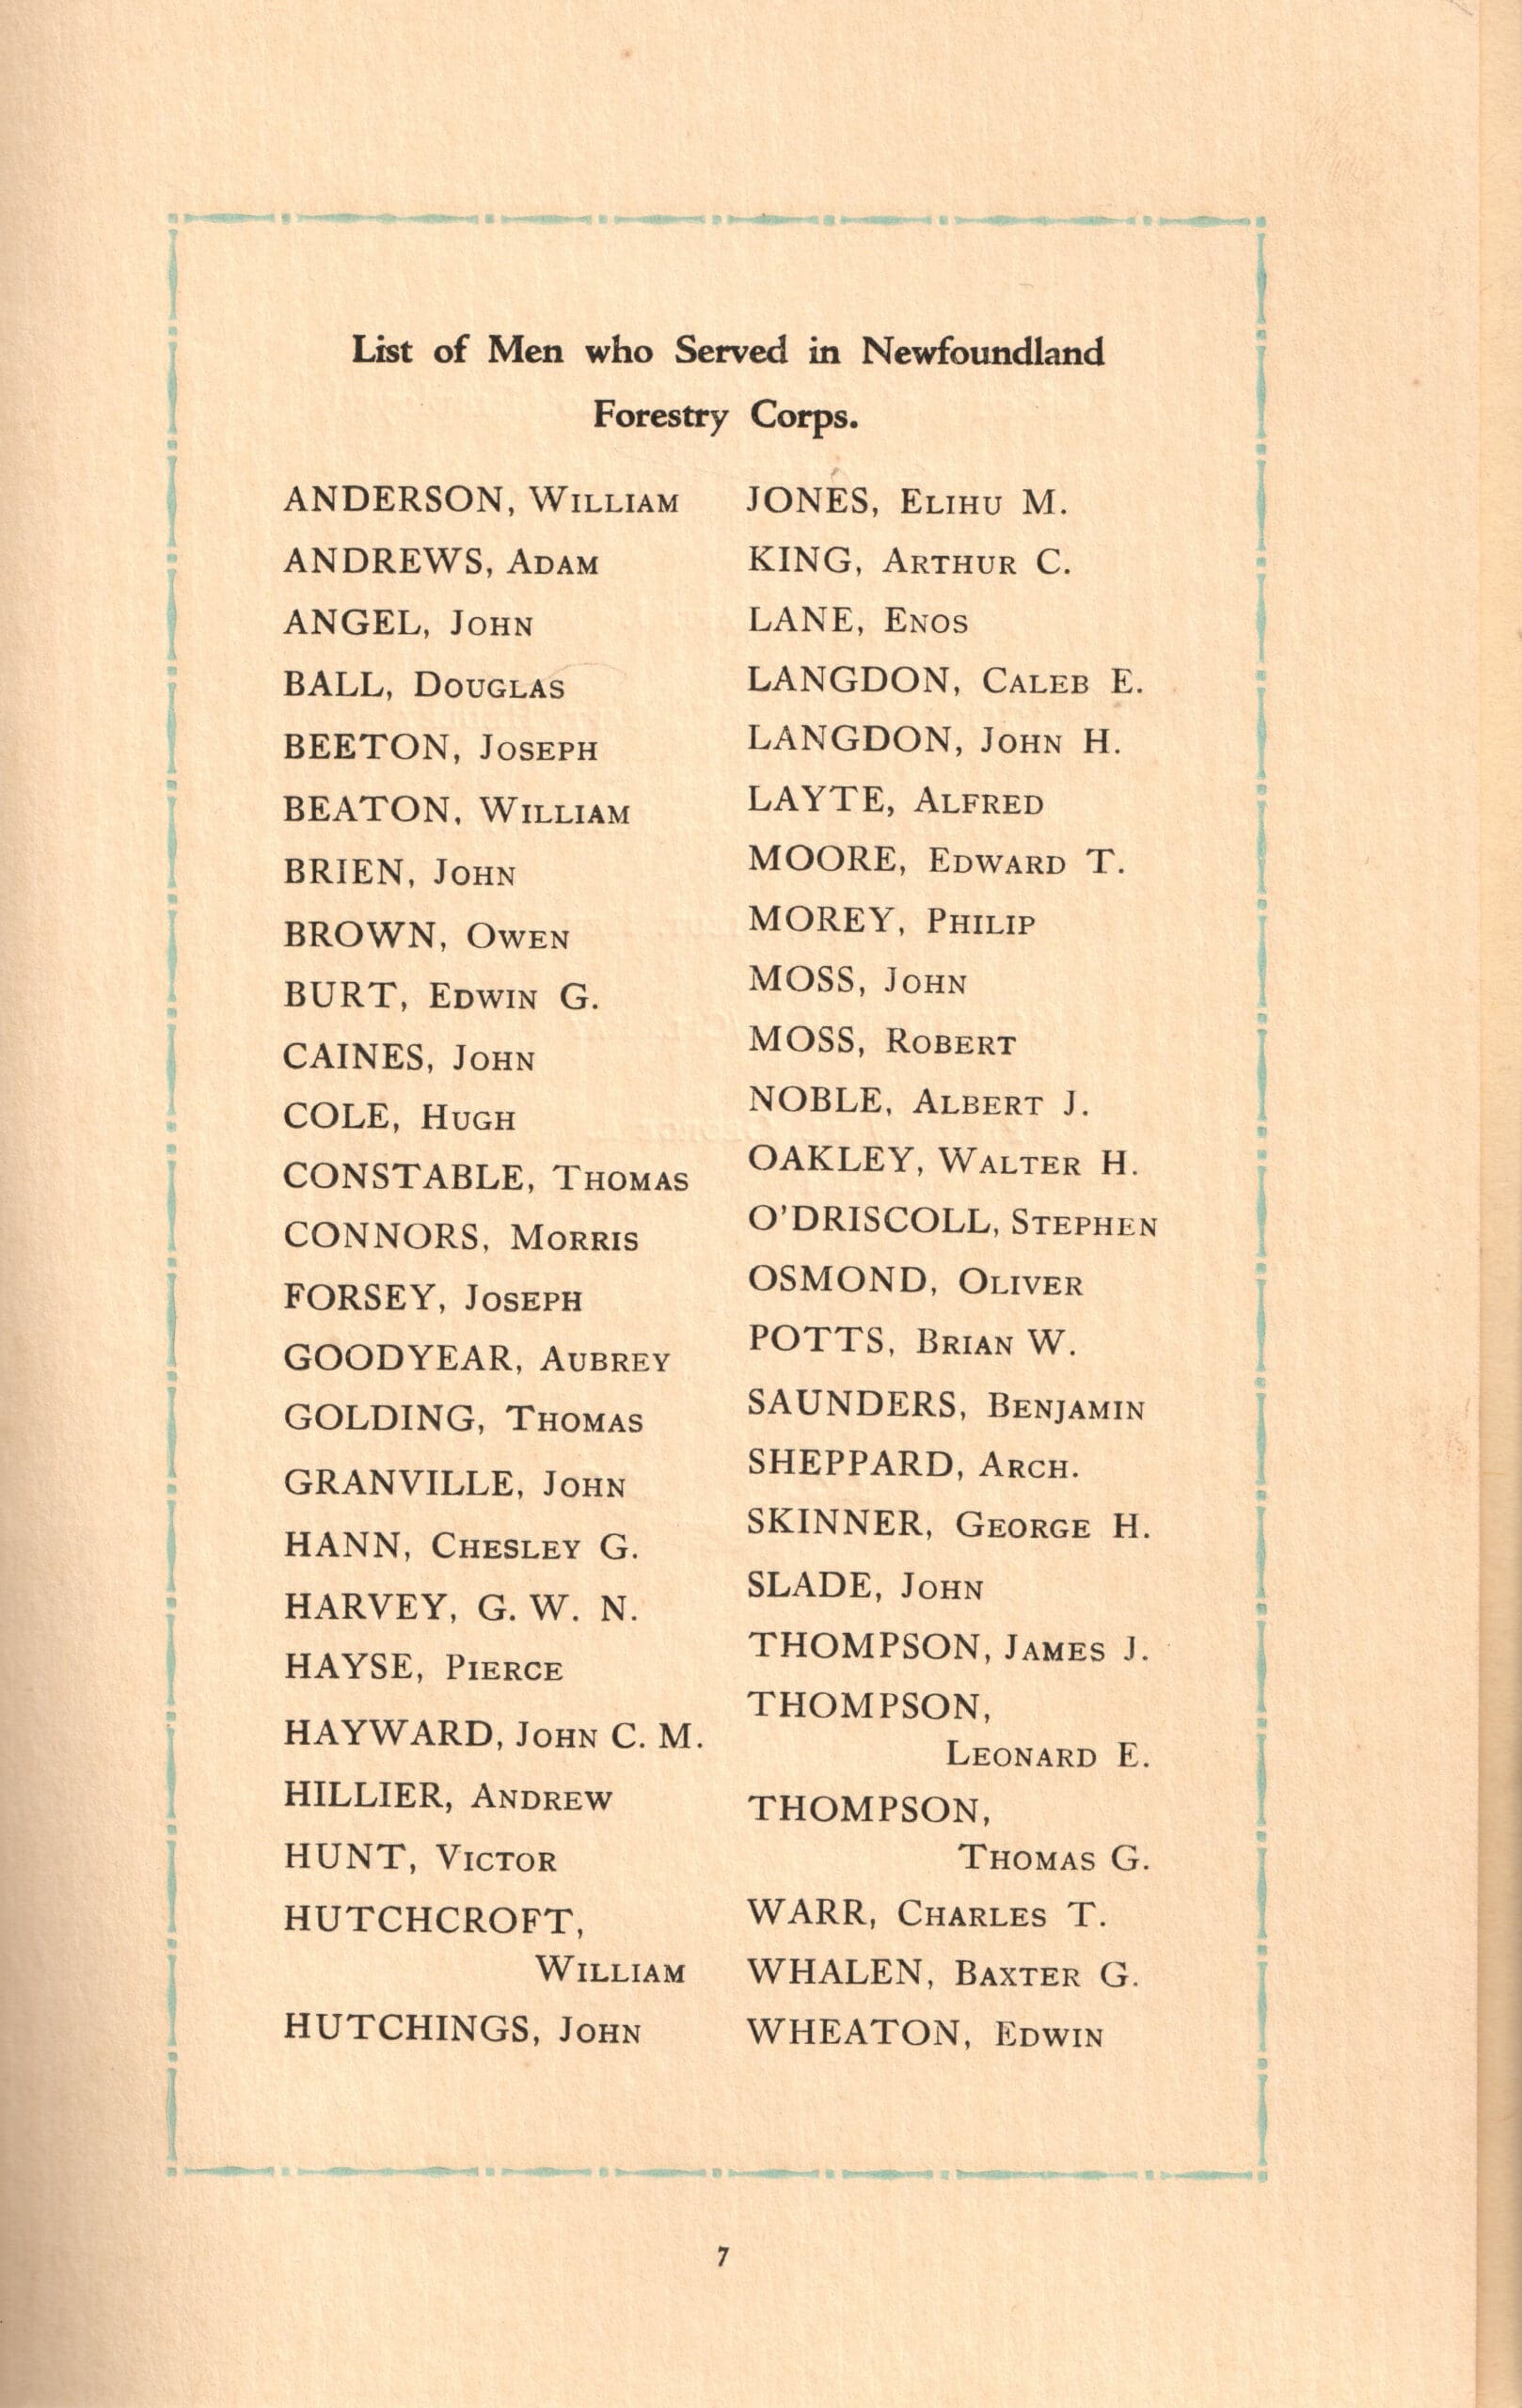 List of Men who Served in Newfoundland
Forestry Corps.
ANDERSON, WILLIAM
ANDREWS, ADAM
ANGEL, JOHN
BALL, DOUGLAS
BEETON, JOSEPH
BEATON, WILLIAM
BRIEN, JOHN
BROWN, OWEN
BURT, EDWIN G.
CAINES, JOHN
COLE, HUGH
CONSTABLE, THOMAS
CONNORS, MORRIS
FORSEY, JOSEPH
GOODYEAR, AUBREY
GOLDING, THOMAS
GRANVILLE, JOHN
HANN, CHESLEY G.
HARVEY, G. W. N.
HAYSE, PIERCE
HAYWARD, JOHN C. M.
HILLIER, ANDREW
HUNT, VICTOR
HUTCHCROFT,
WILLIAM
HUTCHINGS, JOHN
JONES, ELIHU M.
KING, ARTHUR C.
LANE, ENOS
LANGDON, CALEB E.
LANGDON, JOHN H.
LAYTE, ALFRED
MOORE, EDWARD T.
MOREY, PHILIP
MOSS, JOHN
MOSS, ROBERT
NOBLE, ALBERT J.
OAKLEY, WALTER H.
O'DRISCOLL, STEPHEN
OSMOND, OLIVER
POTTS, BRIAN W.
SAUNDERS, BENJAMIN
SHEPPARD, ARCH.
SKINNER, GEORGE H.
SLADE, JOHN
THOMPSON, JAMES J.
THOMPSON,
LEONARD E.
THOMPSON,
THOMAS G.
WARR, CHARLES T.
WHALEN, BAXTER G.
WHEATON, EDWIN
7